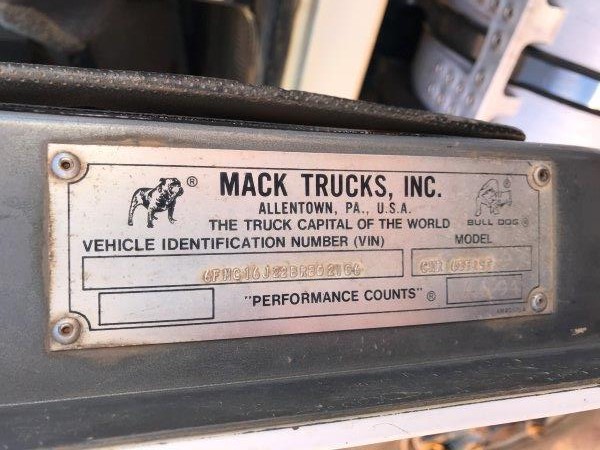 ® MACK TRUCKS, INC. ®
ALLENTOWN, PA., U.S.A.
THE TRUCK CAPITAL OF THE WORLD BULL DOG ®
VEHICLE IDENTIFICATION NUMBER (VIN) MODEL
"PERFORMANCE COUNTS" ®